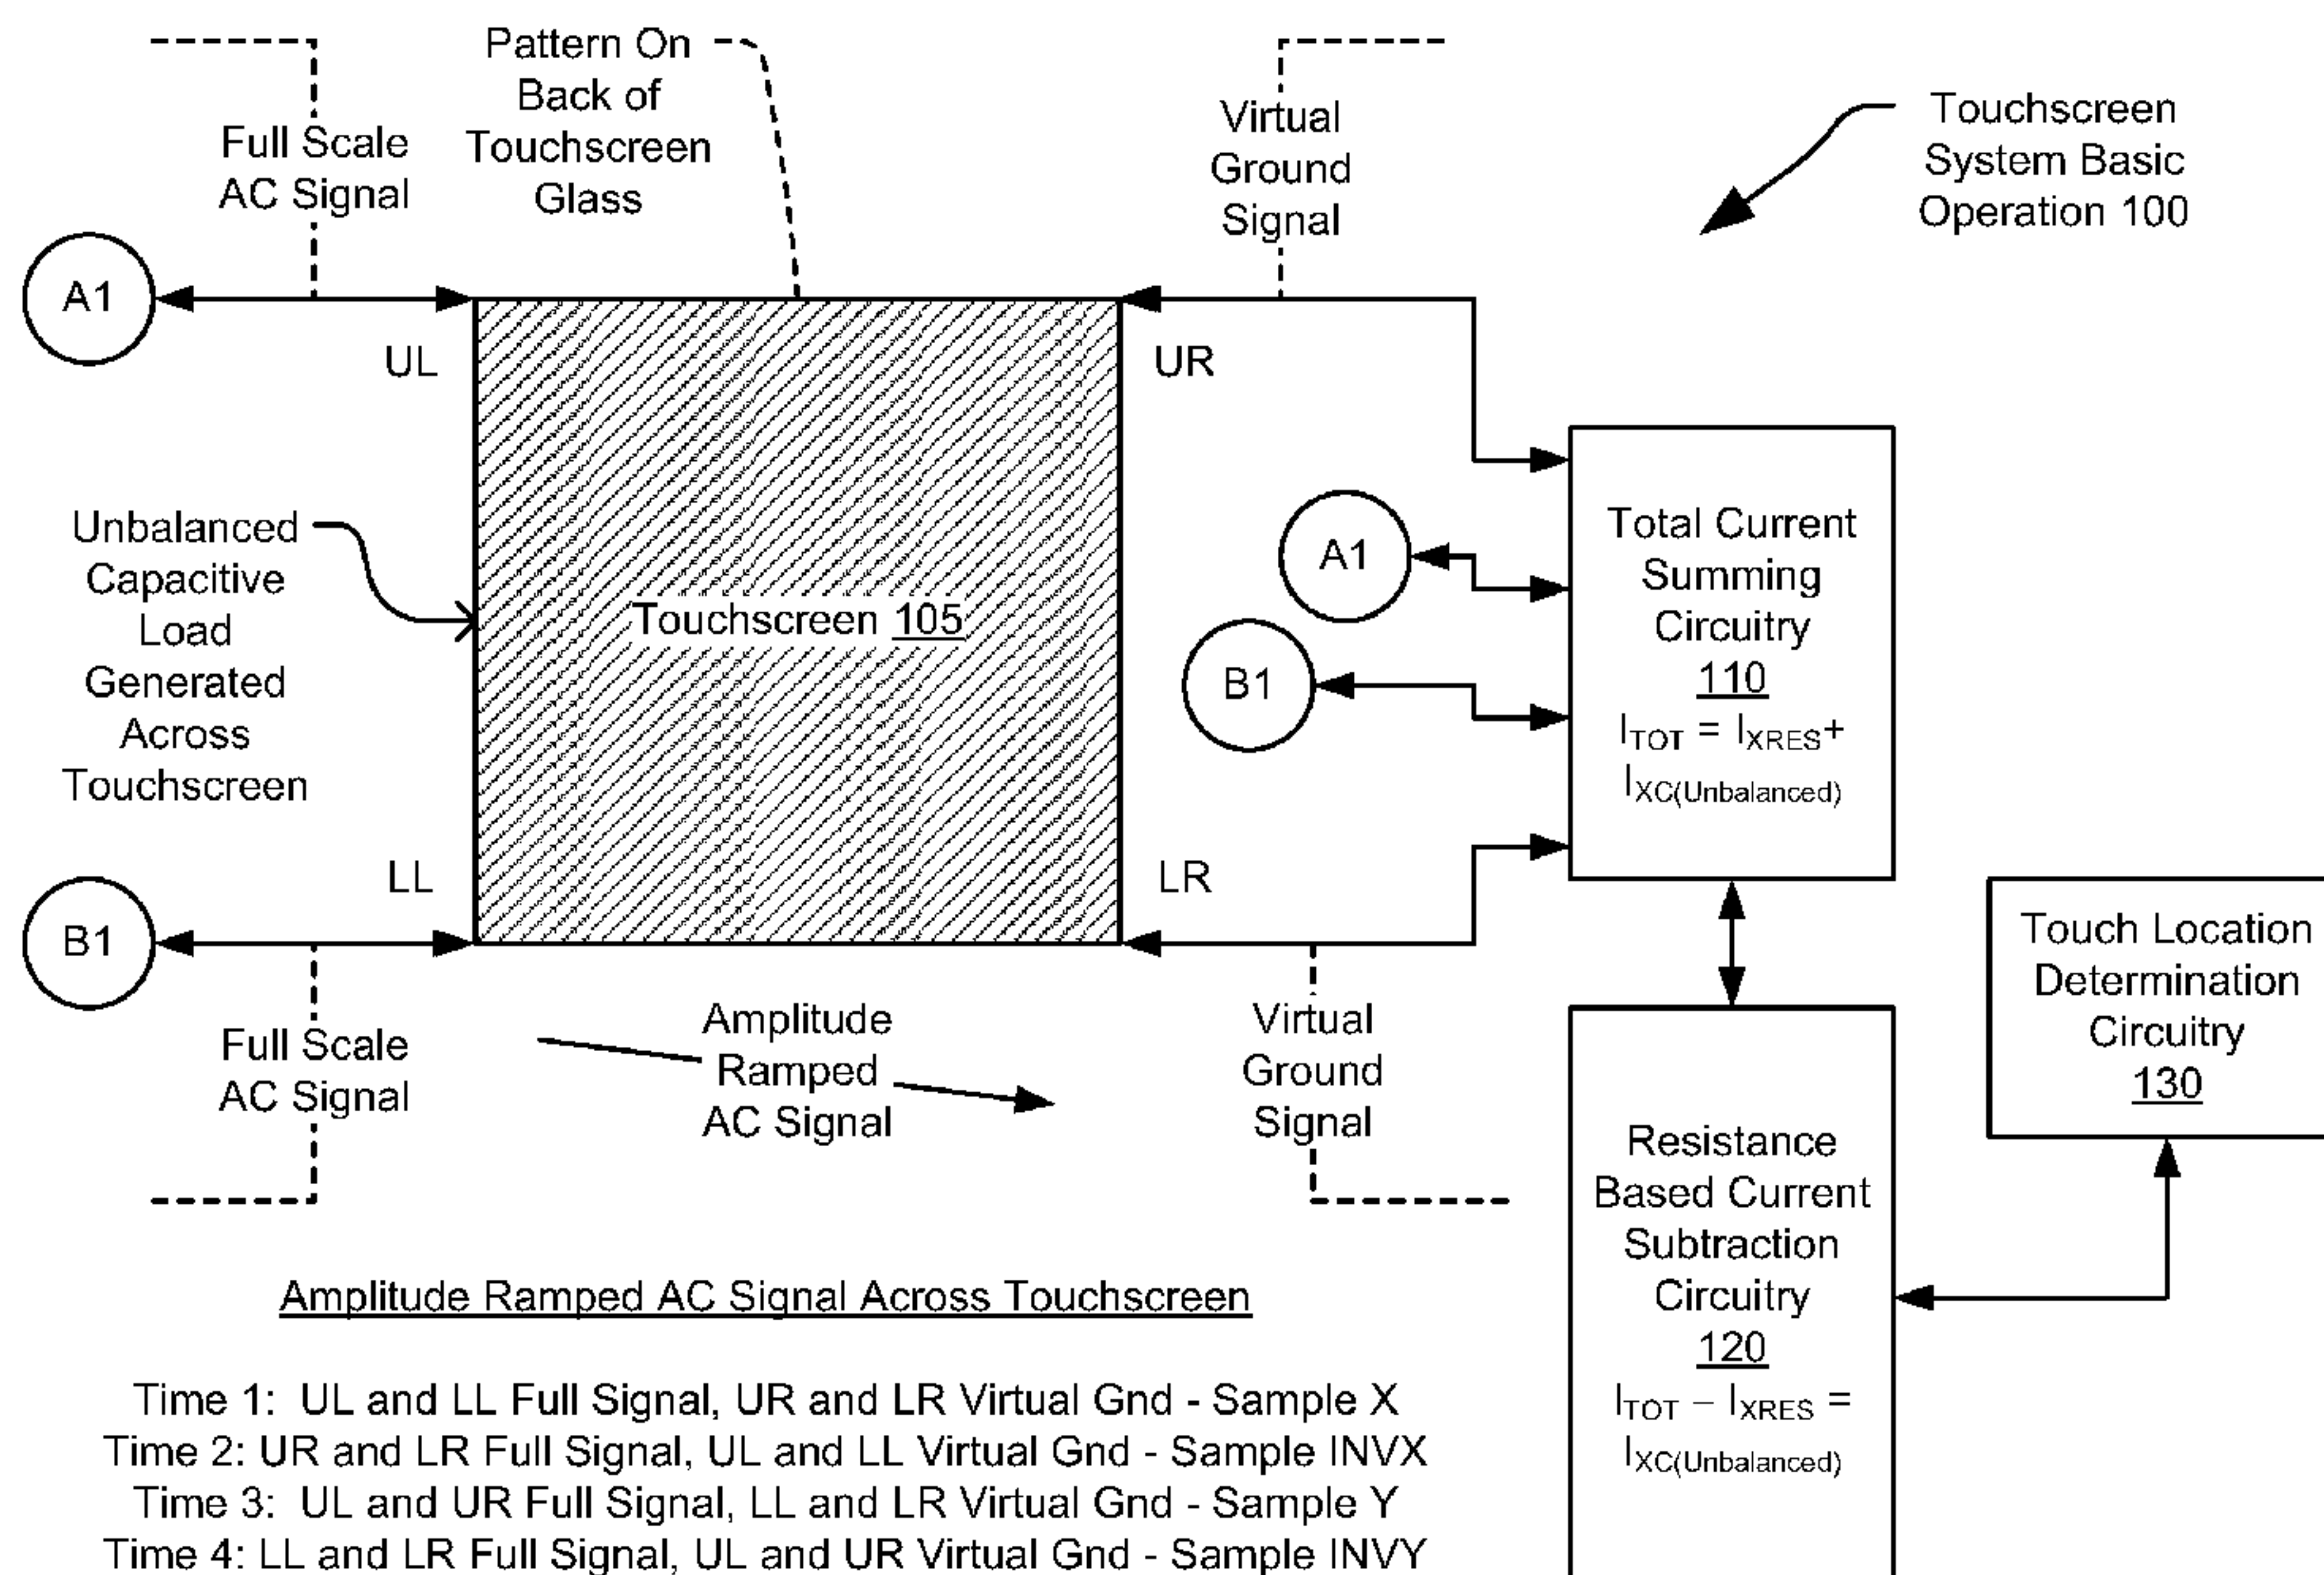 Full Scale
AC Signal
Pattern On
Back of
Touchscreen
Glass
Virtual
Ground
Signal
Touchscreen
System Basic
Operation 100
A1
UL
UR
Unbalanced
Capacitive
Load
Generated
Across
Touchscreen
Touchscreen 105
A1
B1
Total Current
Summing
Circuitry
110
I_TOT = I_XRES+
I_XC(Unbalanced)
LL
LR
B1
Full Scale
AC Signal
Amplitude
Ramped
AC Signal
Virtual
Ground
Signal
Touch Location
Determination
Circuitry
130
Resistance
Based Current
Subtraction
Circuitry
120
I_TOT – I_XRES =
I_XC(Unbalanced)
Amplitude Ramped AC Signal Across Touchscreen
Time 1: UL and LL Full Signal, UR and LR Virtual Gnd - Sample X
Time 2: UR and LR Full Signal, UL and LL Virtual Gnd - Sample INVX
Time 3: UL and UR Full Signal, LL and LR Virtual Gnd - Sample Y
Time 4: LL and LR Full Signal, UL and UR Virtual Gnd - Sample INVY